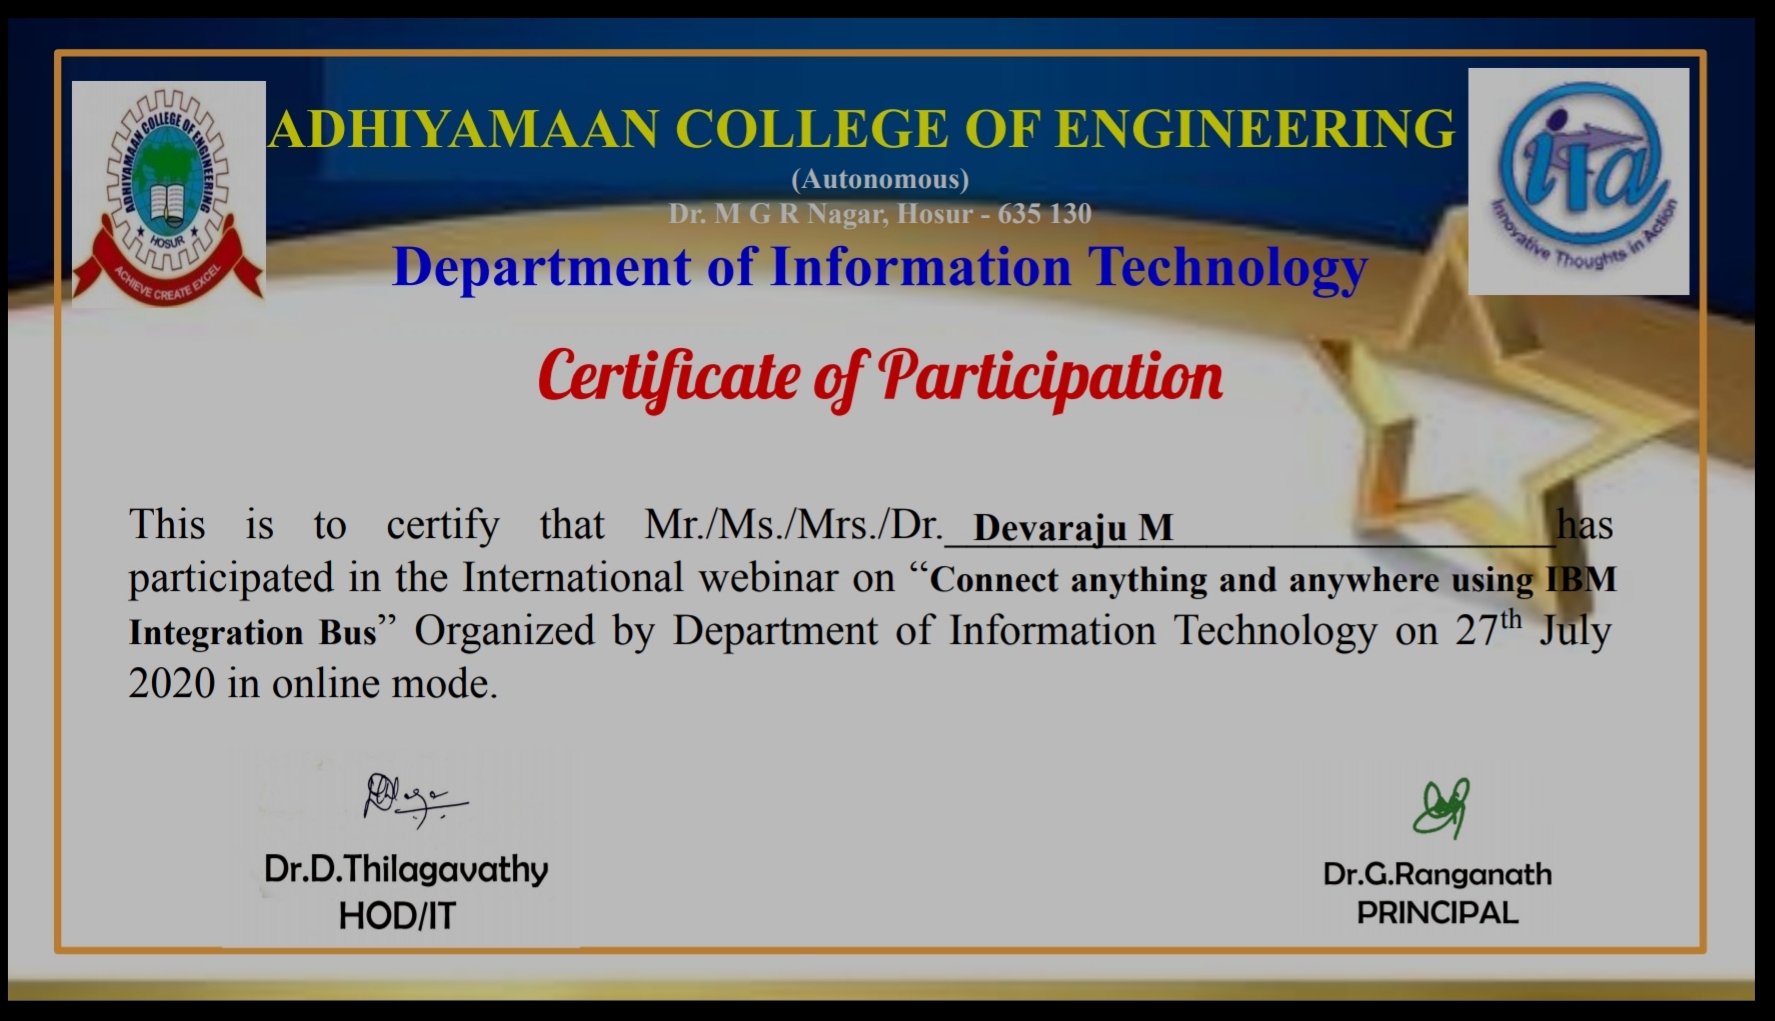 ADHIYAMAAN COLLEGE OF ENGINEERING
(Autonomous)
Dr. M G R Nagar, Hosur - 635 130
Department of Information Technology
ADHIYAMAAN COLLEGE OF ENGINEERING
★ HOSUR ★
ACHIEVE CREATE EXCEL
iTa
Innovative Thoughts in Action
Certificate of Participation
This is to certify that Mr./Ms./Mrs./Dr. Devaraju M has
participated in the International webinar on “Connect anything and anywhere using IBM
Integration Bus” Organized by Department of Information Technology on 27th July
2020 in online mode.
Dr.D.Thilagavathy
HOD/IT
Dr.G.Ranganath
PRINCIPAL